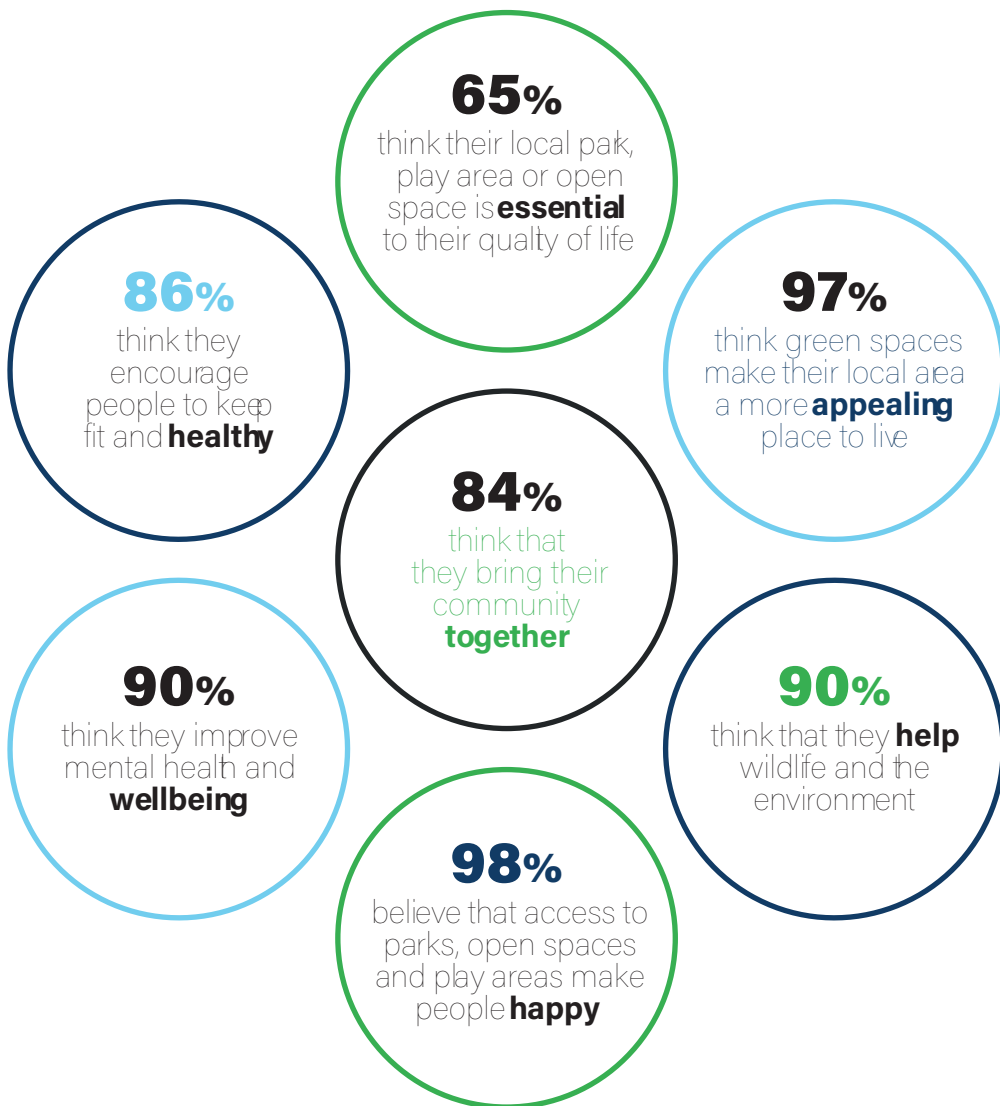 65%
think their local park,
play area or open
space is essential
to their quality of life
86%
think they
encourage
people to keep
fit and healthy
97%
think green spaces
make their local area
a more appealing
place to live
84%
think that
they bring their
community
together
90%
think they improve
mental health and
wellbeing
90%
think that they help
wildlife and the
environment
98%
believe that access to
parks, open spaces
and play areas make
people happy